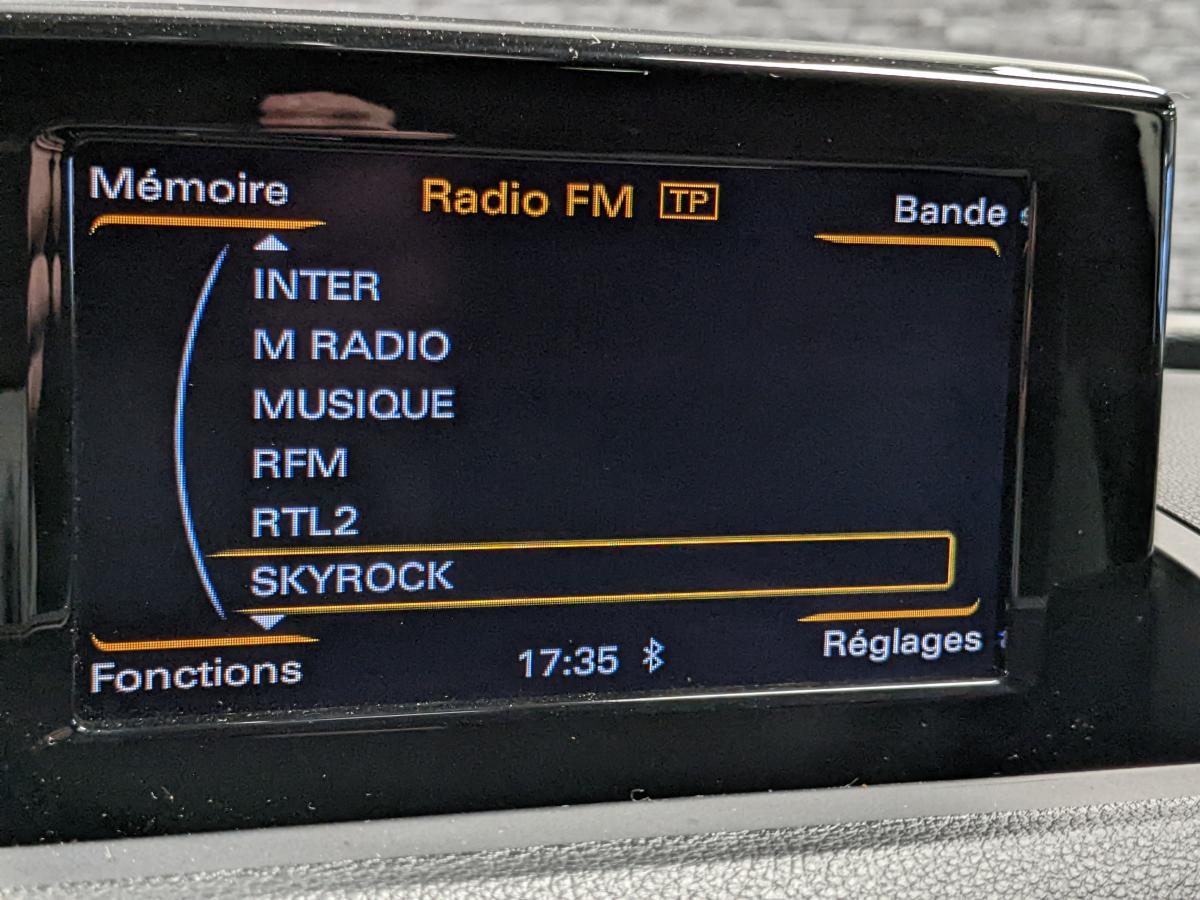 Mémoire
Radio FM TP
Bande
INTER
M RADIO
MUSIQUE
RFM
RTL2
SKYROCK
Fonctions
17:35
Réglages